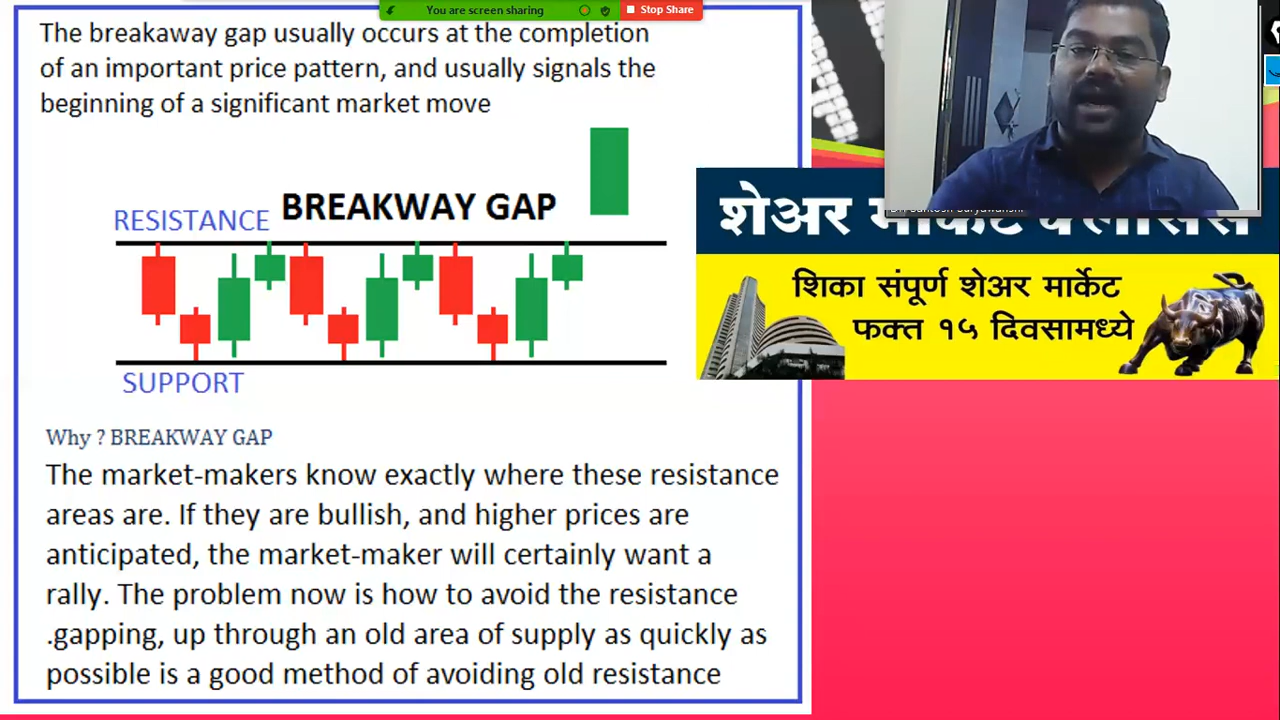 You are screen sharing
Stop Share
The breakaway gap usually occurs at the completion
of an important price pattern, and usually signals the
beginning of a significant market move
BREAKWAY GAP
RESISTANCE
SUPPORT
शेअर मार्केट क्लासेस
शिका संपूर्ण शेअर मार्केट
फक्त १५ दिवसामध्ये
Why ? BREAKWAY GAP
The market-makers know exactly where these resistance
areas are. If they are bullish, and higher prices are
anticipated, the market-maker will certainly want a
rally. The problem now is how to avoid the resistance
.gapping, up through an old area of supply as quickly as
possible is a good method of avoiding old resistance